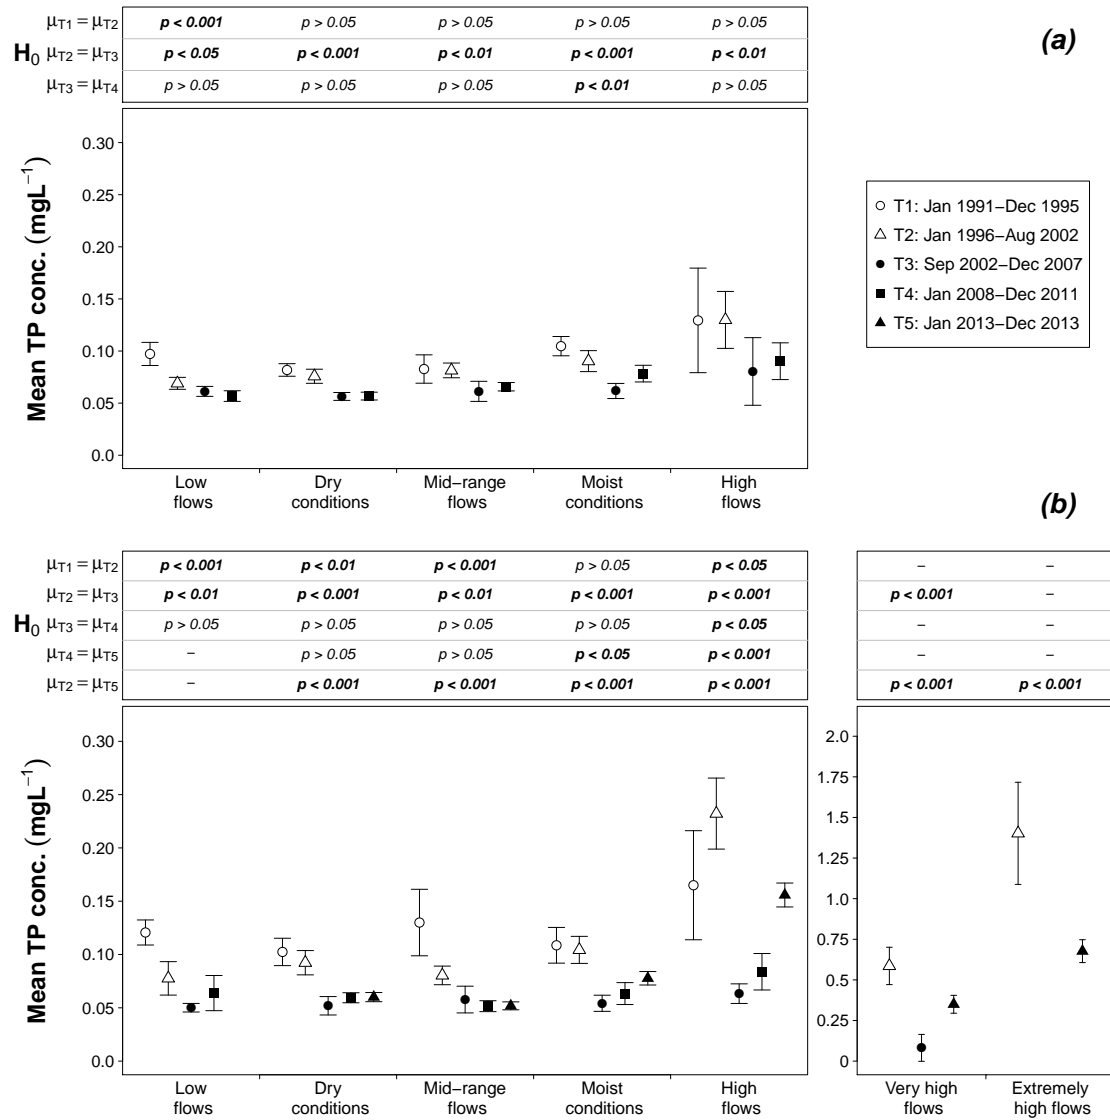 μT1 = μT2 p < 0.001 p > 0.05 p > 0.05 p > 0.05 p > 0.05
H0 μT2 = μT3 p < 0.05 p < 0.001 p < 0.01 p < 0.001 p < 0.01
μT3 = μT4 p > 0.05 p > 0.05 p > 0.05 p < 0.01 p > 0.05
(a)
Mean TP conc. (mgL−1)
0.30
0.25
0.20
0.15
0.10
0.05
0.0
Low flows
Dry conditions
Mid−range flows
Moist conditions
High flows
T1: Jan 1991−Dec 1995
T2: Jan 1996−Aug 2002
T3: Sep 2002−Dec 2007
T4: Jan 2008−Dec 2011
T5: Jan 2013−Dec 2013
(b)
μT1 = μT2 p < 0.001 p < 0.01 p < 0.001 p > 0.05 p < 0.05 − −
μT2 = μT3 p < 0.01 p < 0.001 p < 0.01 p < 0.001 p < 0.001 p < 0.001 −
H0 μT3 = μT4 p > 0.05 p > 0.05 p > 0.05 p > 0.05 p < 0.05 − −
μT4 = μT5 − p > 0.05 p > 0.05 p < 0.05 p < 0.001 − −
μT2 = μT5 − p < 0.001 p < 0.001 p < 0.001 p < 0.001 p < 0.001 p < 0.001
Mean TP conc. (mgL−1)
0.30
0.25
0.20
0.15
0.10
0.05
0.0
Low flows
Dry conditions
Mid−range flows
Moist conditions
High flows
2.0
1.75
1.5
1.25
1.0
0.75
0.5
0.25
0
Very high flows
Extremely high flows